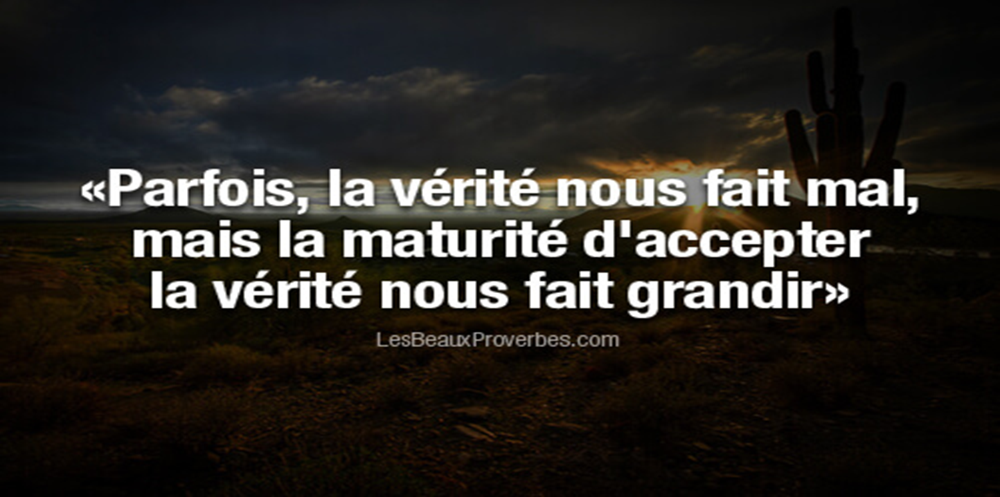 «Parfois, la vérité nous fait mal,
mais la maturité d'accepter
la vérité nous fait grandir»
LesBeauxProverbes.com